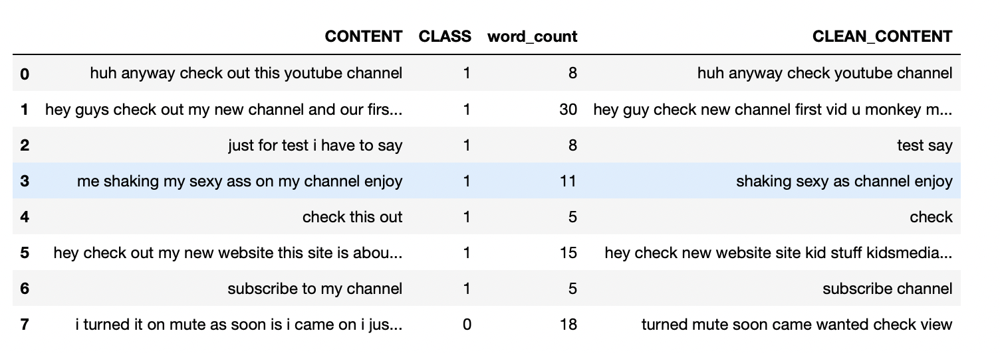 CONTENT CLASS word_count CLEAN_CONTENT
0 huh anyway check out this youtube channel 1 8 huh anyway check youtube channel
1 hey guys check out my new channel and our firs... 1 30 hey guy check new channel first vid u monkey m...
2 just for test i have to say 1 8 test say
3 me shaking my sexy ass on my channel enjoy 1 11 shaking sexy as channel enjoy
4 check this out 1 5 check
5 hey check out my new website this site is abou... 1 15 hey check new website site kid stuff kidsmedia...
6 subscribe to my channel 1 5 subscribe channel
7 i turned it on mute as soon is i came on i jus... 0 18 turned mute soon came wanted check view